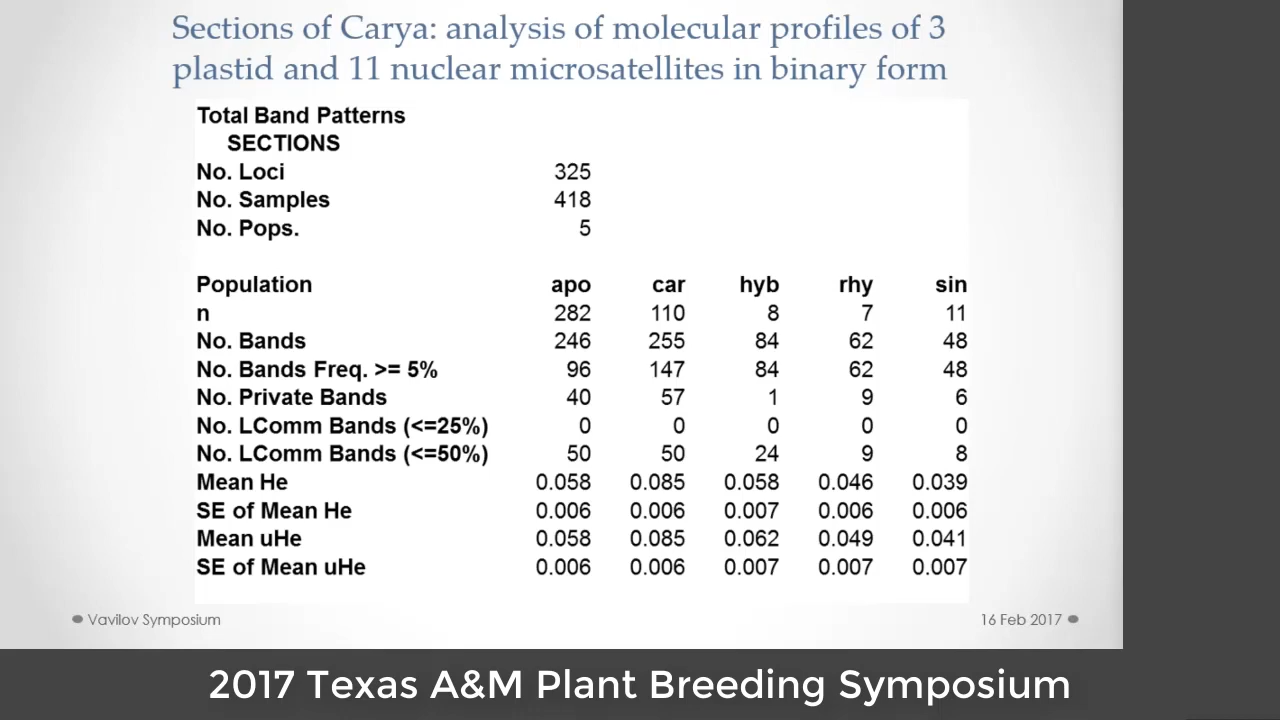 Sections of Carya: analysis of molecular profiles of 3
plastid and 11 nuclear microsatellites in binary form
Total Band Patterns
SECTIONS
No. Loci 325
No. Samples 418
No. Pops. 5
Population apo car hyb rhy sin
n 282 110 8 7 11
No. Bands 246 255 84 62 48
No. Bands Freq. >= 5% 96 147 84 62 48
No. Private Bands 40 57 1 9 6
No. LComm Bands (<=25%) 0 0 0 0 0
No. LComm Bands (<=50%) 50 50 24 9 8
Mean He 0.058 0.085 0.058 0.046 0.039
SE of Mean He 0.006 0.006 0.007 0.006 0.006
Mean uHe 0.058 0.085 0.062 0.049 0.041
SE of Mean uHe 0.006 0.006 0.007 0.007 0.007
Vavilov Symposium 16 Feb 2017
2017 Texas A&M Plant Breeding Symposium